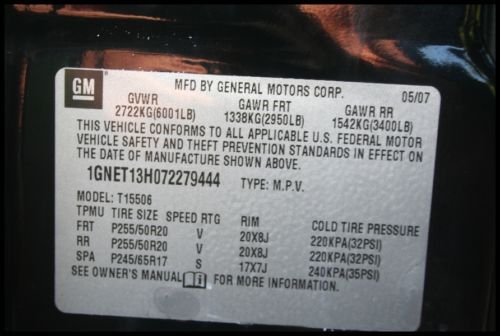 GM
MFD BY GENERAL MOTORS CORP. 05/07
GVWR GAWR FRT GAWR RR
2722KG(6001LB) 1338KG(2950LB) 1542KG(3400LB)
THIS VEHICLE CONFORMS TO ALL APPLICABLE U.S. FEDERAL MOTOR
VEHICLE SAFETY AND THEFT PREVENTION STANDARDS IN EFFECT ON
THE DATE OF MANUFACTURE SHOWN ABOVE.
1GNET13H072279444 TYPE: M.P.V.
MODEL: T15506
TPMU TIRE SIZE SPEED RTG RIM COLD TIRE PRESSURE
FRT P255/50R20 V 20X8J 220KPA(32PSI)
RR P255/50R20 V 20X8J 220KPA(32PSI)
SPA P245/65R17 S 17X7J 240KPA(35PSI)
SEE OWNER'S MANUAL FOR MORE INFORMATION.